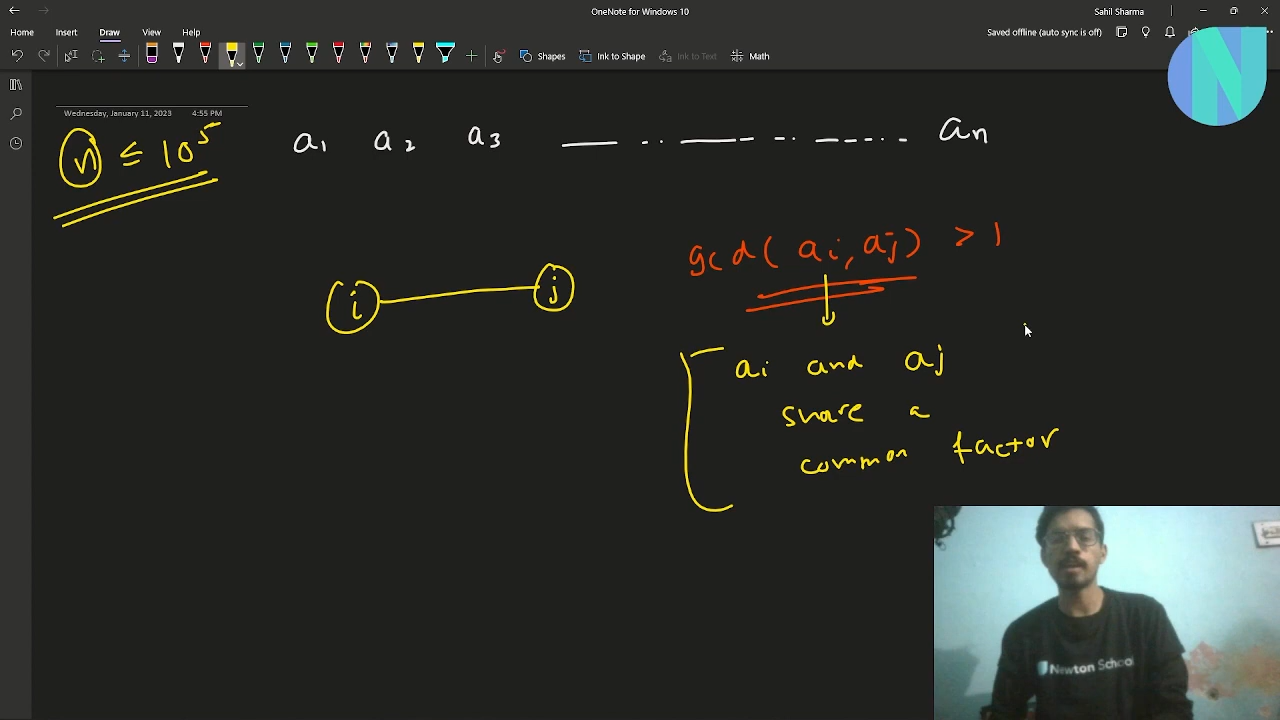 OneNote for Windows 10
Sahil Sharma
Home Insert Draw View Help
Saved offline (auto sync is off)
Shapes Ink to Shape Ink to Text Math
Wednesday, January 11, 2023 4:55 PM
n ≤ 10⁵
a₁ a₂ a₃ an
gcd(ai, aj) > 1
i j
ai and aj
share a
common factor
N
Newton School